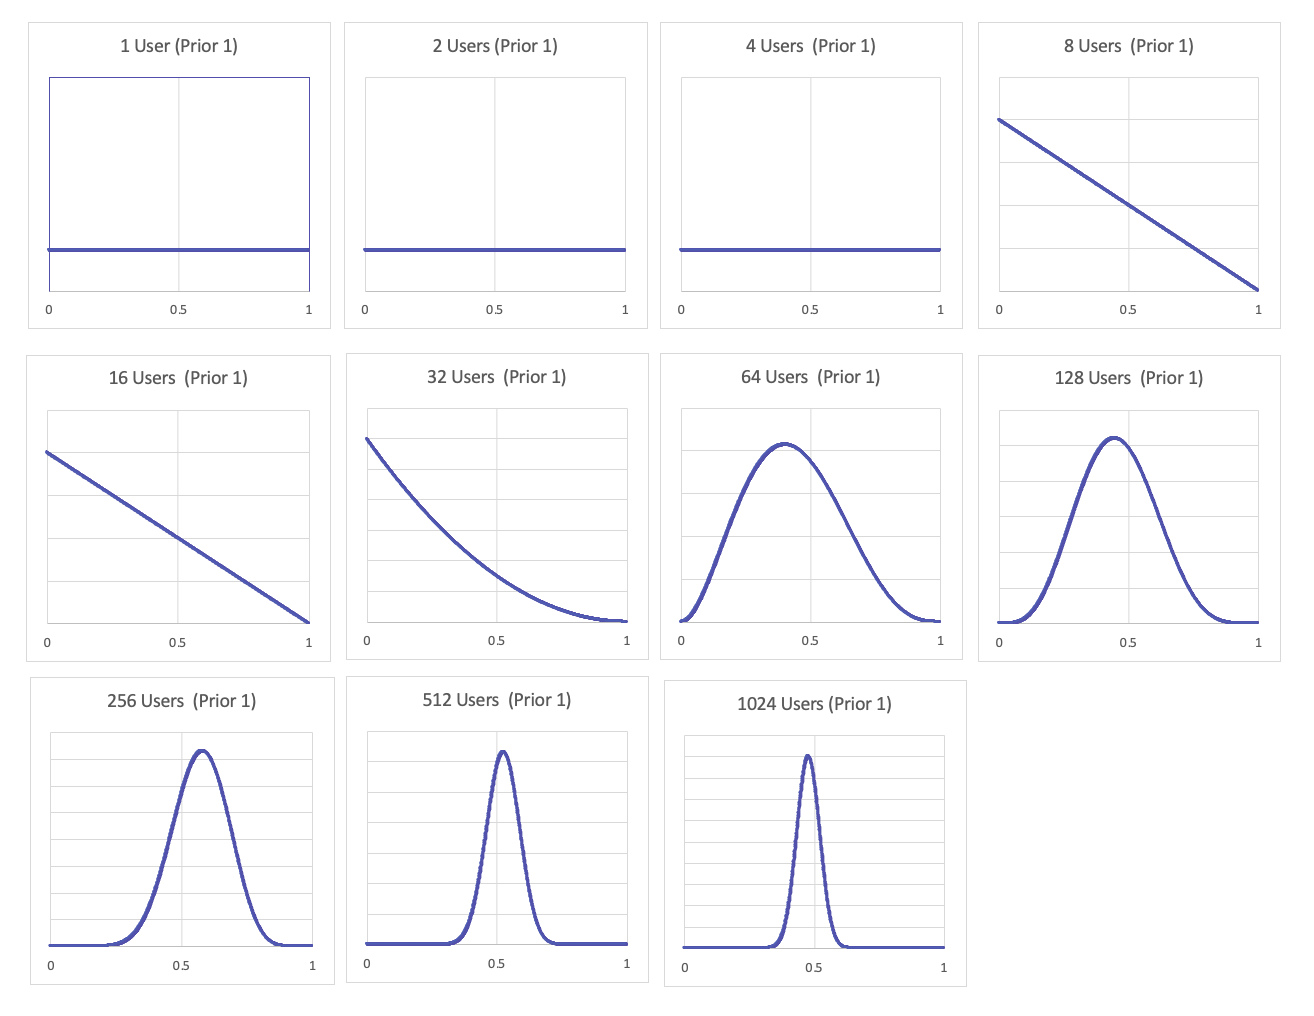 1 User (Prior 1)
0 0.5 1
2 Users (Prior 1)
0 0.5 1
4 Users  (Prior 1)
0 0.5 1
8 Users  (Prior 1)
0 0.5 1
16 Users  (Prior 1)
0 0.5 1
32 Users  (Prior 1)
0 0.5 1
64 Users  (Prior 1)
0 0.5 1
128 Users  (Prior 1)
0 0.5 1
256 Users  (Prior 1)
0 0.5 1
512 Users  (Prior 1)
0 0.5 1
1024 Users (Prior 1)
0 0.5 1